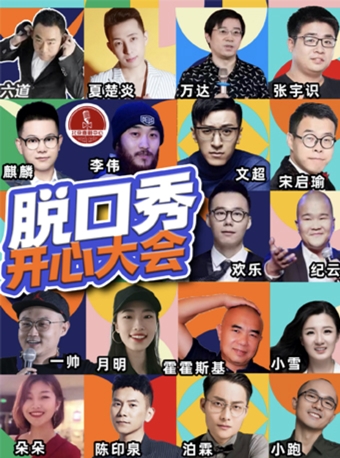 六道
夏楚炎
万达
张宇识
麒麟
李伟
文超
宋启瑜
脱口秀
开心大会
欢乐
纪云
一帅
月明
霍霍斯基
小雪
朵朵
陈印泉
泊霖
小跑